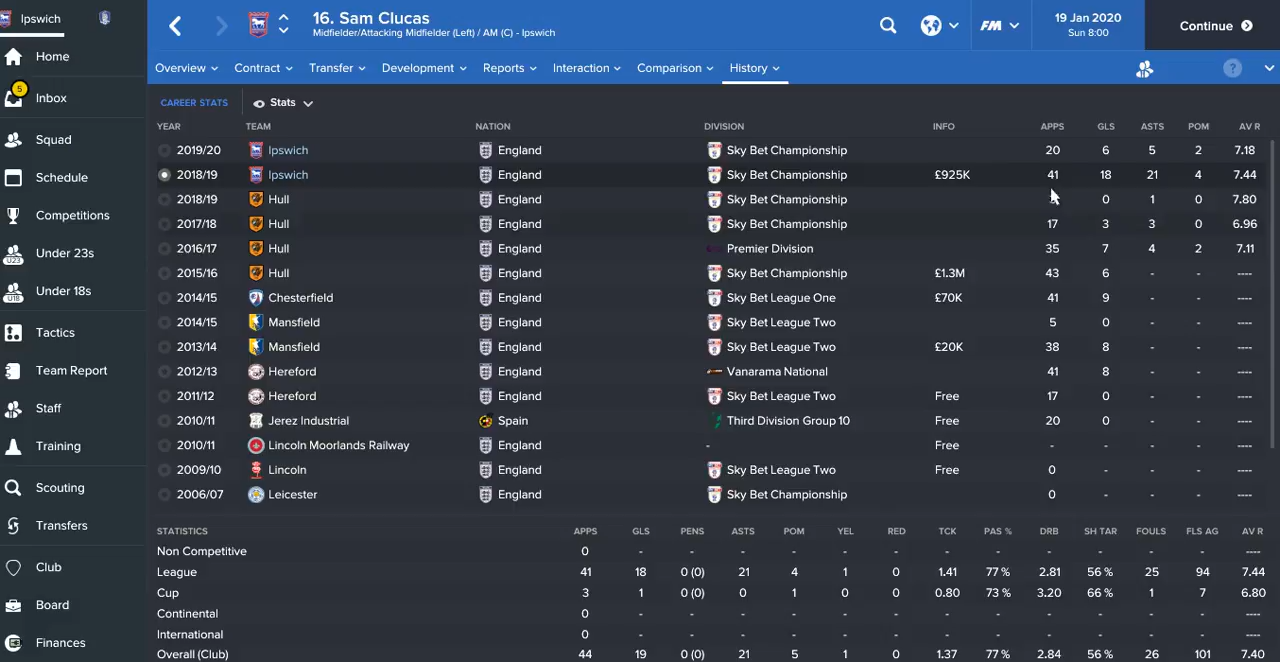 Ipswich
16. Sam Clucas
Midfielder/Attacking Midfielder (Left) / AM (C) - Ipswich
FM
19 Jan 2020
Sun 8:00
Continue
Home
5
Inbox
Squad
Schedule
Competitions
Under 23s
Under 18s
Tactics
Team Report
Staff
Training
Scouting
Transfers
Club
Board
Finances
Overview Contract Transfer Development Reports Interaction Comparison History ?
CAREER STATS Stats
YEAR TEAM NATION DIVISION INFO APPS GLS ASTS POM AV R
2019/20 Ipswich England Sky Bet Championship 20 6 5 2 7.18
2018/19 Ipswich England Sky Bet Championship £925K 41 18 21 4 7.44
2018/19 Hull England Sky Bet Championship 0 1 0 7.80
2017/18 Hull England Sky Bet Championship 17 3 3 0 6.96
2016/17 Hull England Premier Division 35 7 4 2 7.11
2015/16 Hull England Sky Bet Championship £1.3M 43 6 - - ----
2014/15 Chesterfield England Sky Bet League One £70K 41 9 - - ----
2014/15 Mansfield England Sky Bet League Two 5 0 - - ----
2013/14 Mansfield England Sky Bet League Two £20K 38 8 - - ----
2012/13 Hereford England Vanarama National 41 8 - - ----
2011/12 Hereford England Sky Bet League Two Free 17 0 - - ----
2010/11 Jerez Industrial Spain Third Division Group 10 Free 20 0 - - ----
2010/11 Lincoln Moorlands Railway England - Free - - - - ----
2009/10 Lincoln England Sky Bet League Two Free 0 - - - ----
2006/07 Leicester England Sky Bet Championship 0 - - - ----
STATISTICS APPS GLS PENS ASTS POM YEL RED TCK PAS % DRB SH TAR FOULS FLS AG AV R
Non Competitive 0 - - - - - - - - - - - - ----
League 41 18 0 (0) 21 4 1 0 1.41 77 % 2.81 56 % 25 94 7.44
Cup 3 1 0 (0) 0 1 0 0 0.80 73 % 3.20 66 % 1 7 6.80
Continental 0 - - - - - - - - - - - - ----
International 0 - - - - - - - - - - - - ----
Overall (Club) 44 19 0 (0) 21 5 1 0 1.37 77 % 2.84 56 % 26 101 7.40